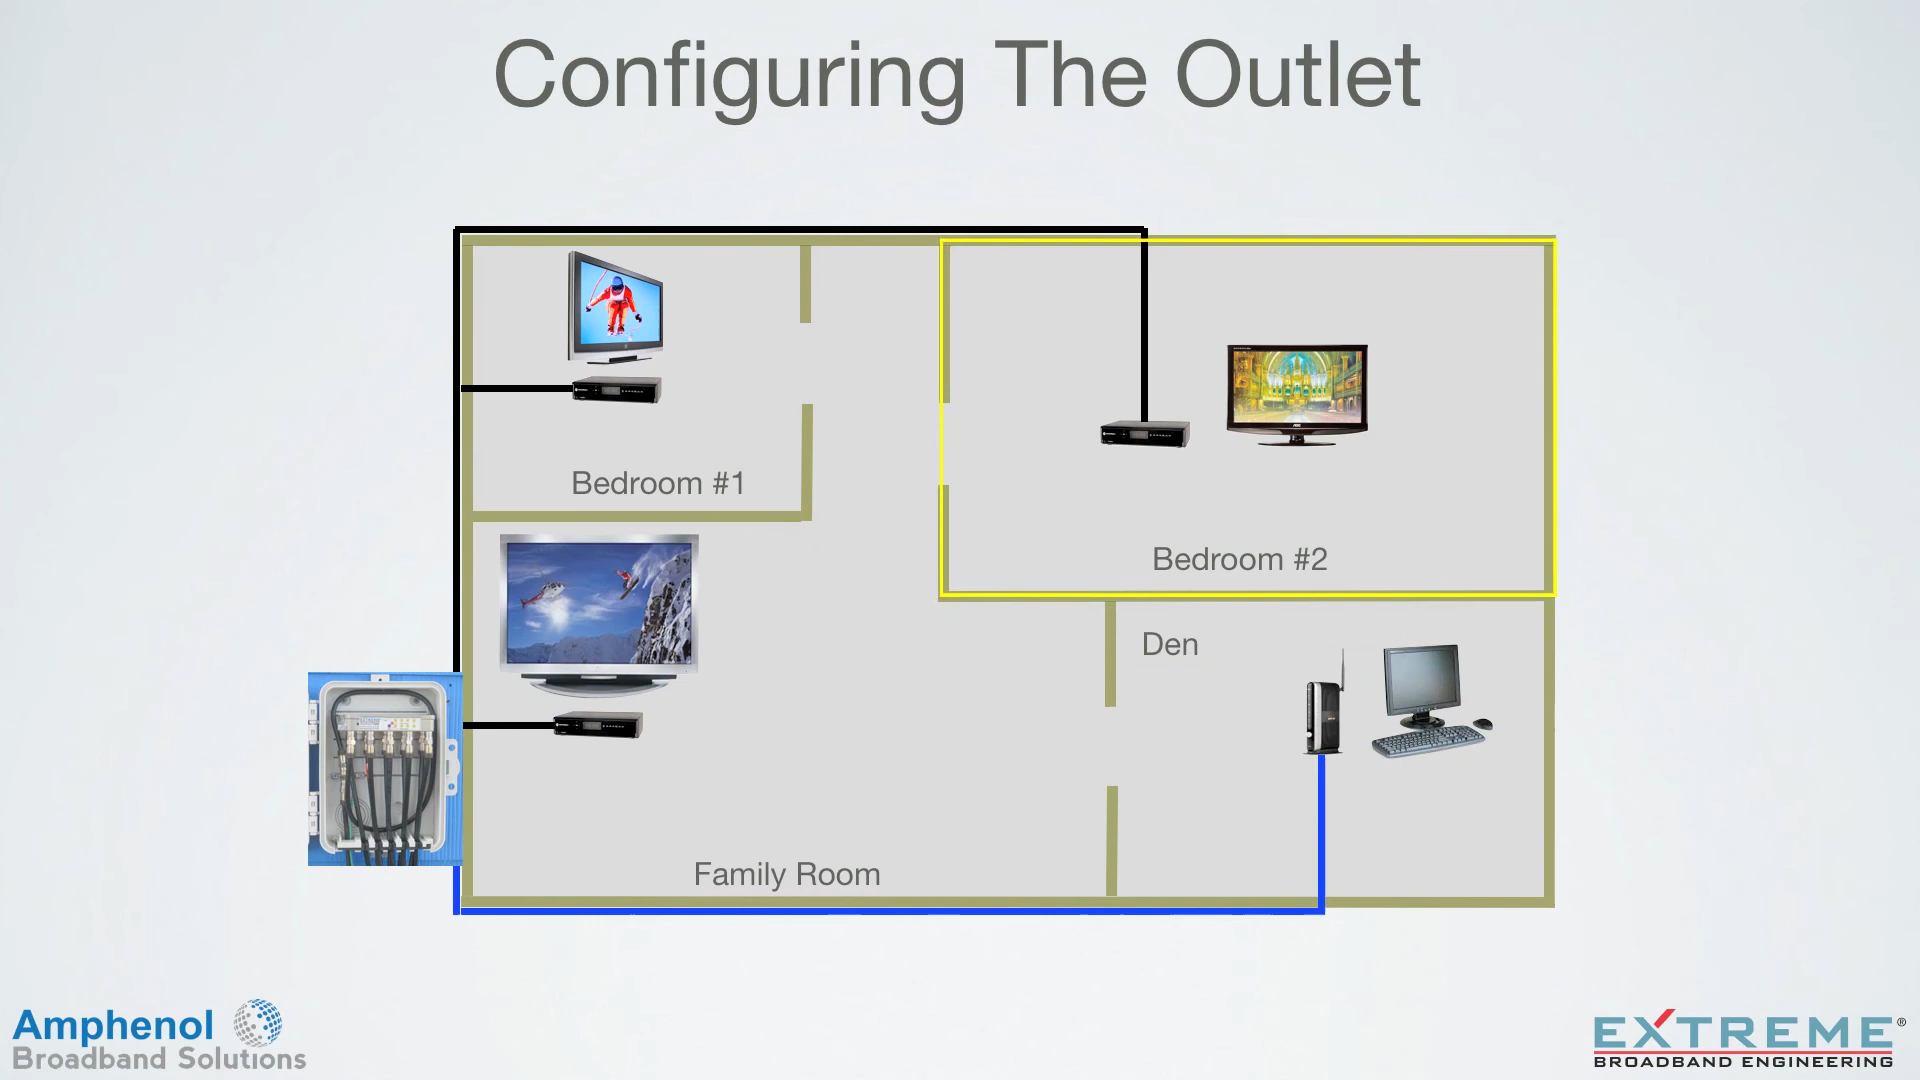 Configuring The Outlet
Bedroom #1
Bedroom #2
Den
Family Room
Amphenol
Broadband Solutions
EXTREME®
BROADBAND ENGINEERING